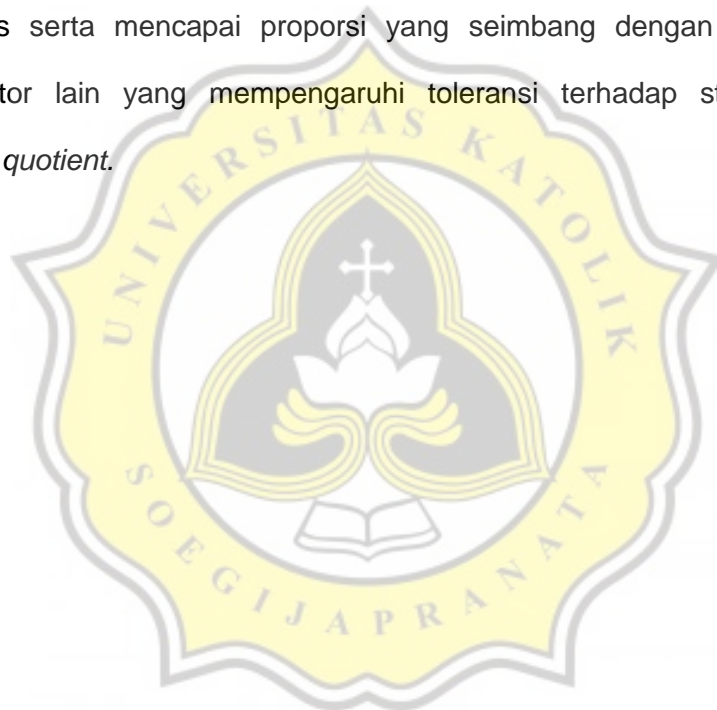 s serta mencapai proporsi yang seimbang dengan
tor lain yang mempengaruhi toleransi terhadap st
quotient.
UNIVERSITAS KATOLIK
SOEGIJAPRANATA